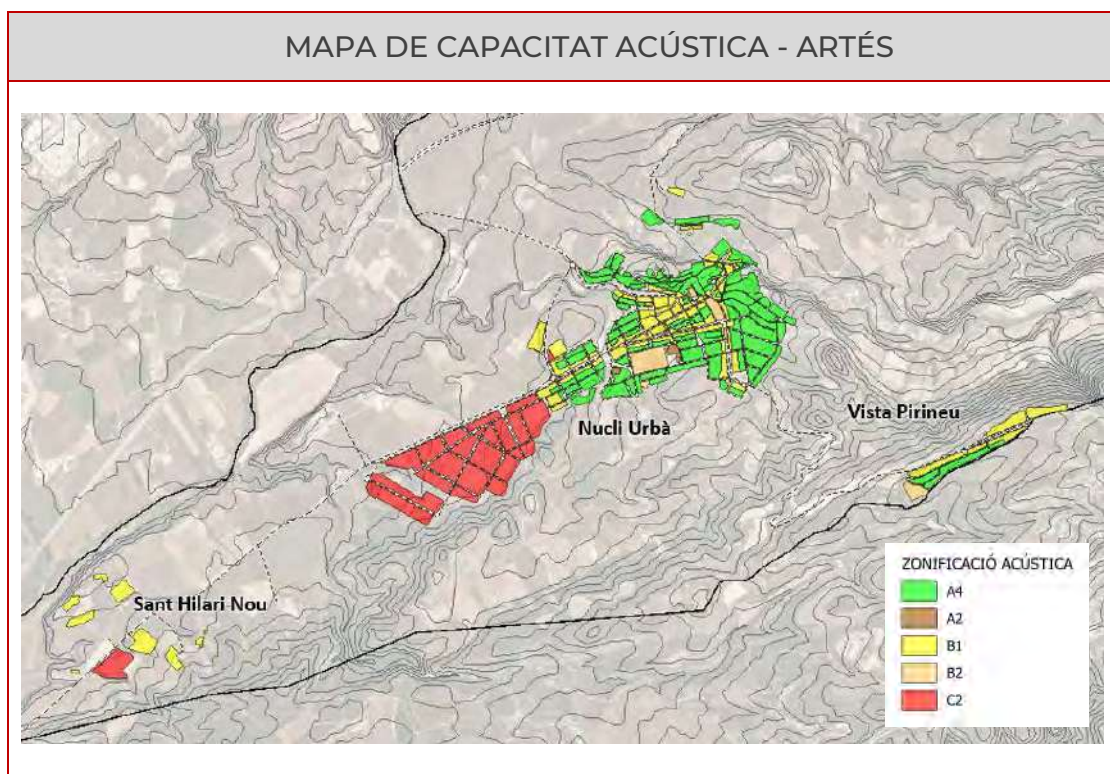 MAPA DE CAPACITAT ACÚSTICA - ARTÉS
Nucli Urbà
Vista Pirineu
Sant Hilari Nou
ZONIFICACIÓ ACÚSTICA
A4
A2
B1
B2
C2